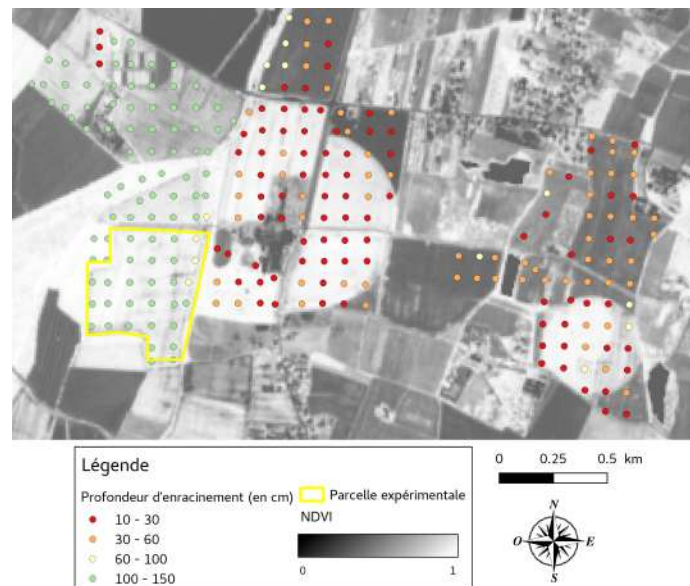 0 0.25 0.5 km
Légende
Profondeur d'enracinement (en cm)
10 - 30
30 - 60
60 - 100
100 - 150
Parcelle expérimentale
NDVI
0 1
N
O E
S